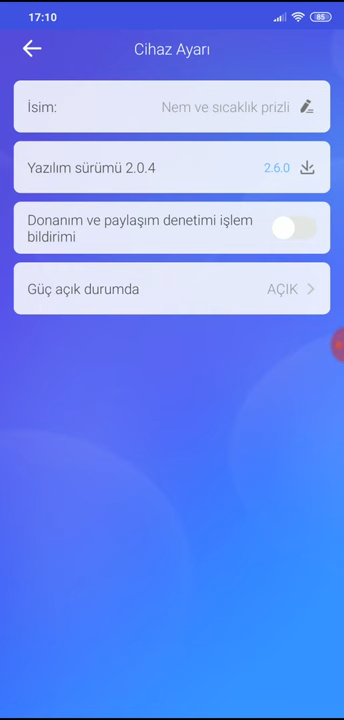 17:10
85
Cihaz Ayarı
İsim:
Nem ve sıcaklık prizli
Yazılım sürümü 2.0.4
2.6.0
Donanım ve paylaşım denetimi işlem
bildirimi
Güç açık durumda
AÇIK